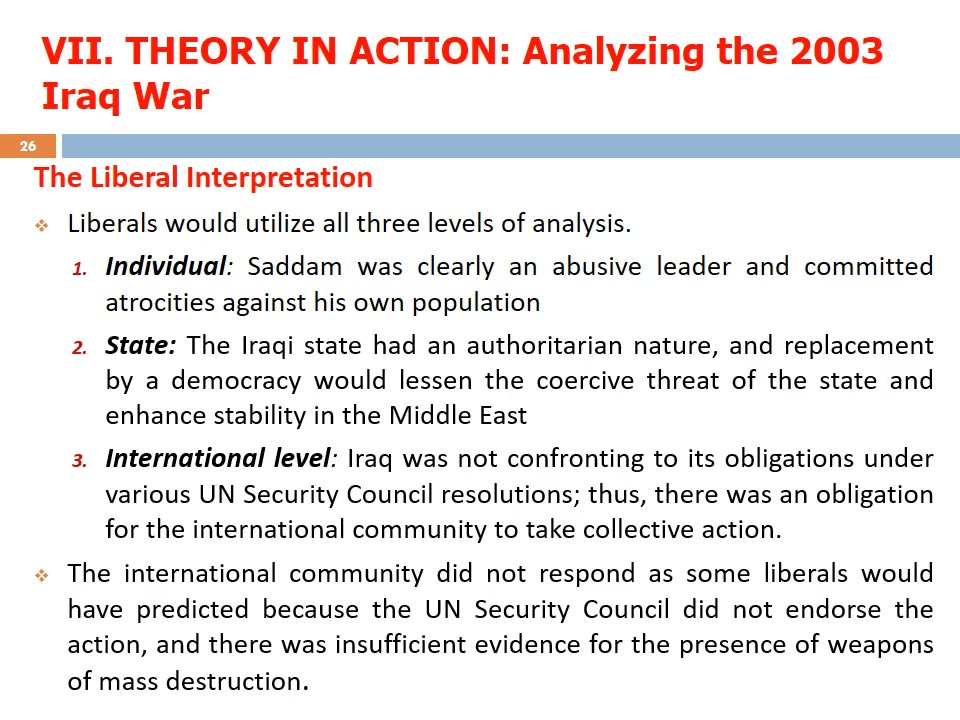 VII. THEORY IN ACTION: Analyzing the 2003
Iraq War
26
The Liberal Interpretation
Liberals would utilize all three levels of analysis.
1. Individual: Saddam was clearly an abusive leader and committed
atrocities against his own population
2. State: The Iraqi state had an authoritarian nature, and replacement
by a democracy would lessen the coercive threat of the state and
enhance stability in the Middle East
3. International level: Iraq was not confronting to its obligations under
various UN Security Council resolutions; thus, there was an obligation
for the international community to take collective action.
The international community did not respond as some liberals would
have predicted because the UN Security Council did not endorse the
action, and there was insufficient evidence for the presence of weapons
of mass destruction.